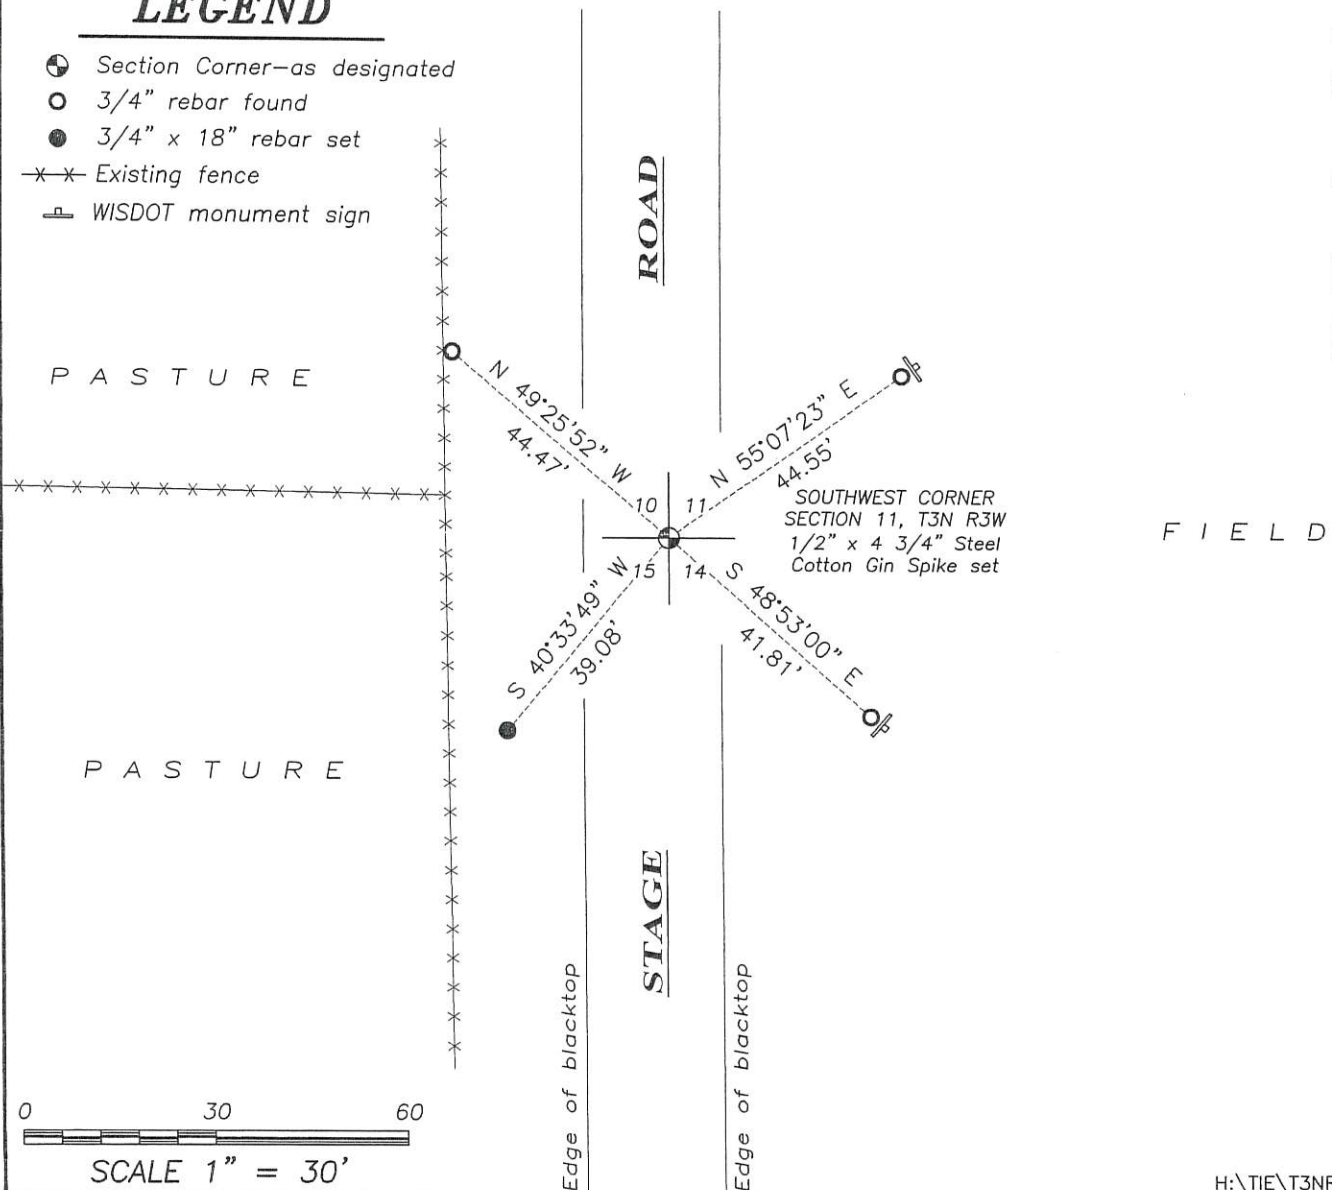 LEGEND
Section Corner-as designated
3/4" rebar found
3/4" x 18" rebar set
Existing fence
WISDOT monument sign
ROAD
PASTURE
N 49°25'52" W
44.47'
N 55°07'23" E
44.55'
10 11
SOUTHWEST CORNER
SECTION 11, T3N R3W
1/2" x 4 3/4" Steel
Cotton Gin Spike set
FIELD
15 14
S 40°33'49" W
39.08'
S 48°53'00" E
41.81'
PASTURE
STAGE
Edge of blacktop
Edge of blacktop
0 30 60
SCALE 1" = 30'
H:\TIE\T3NR